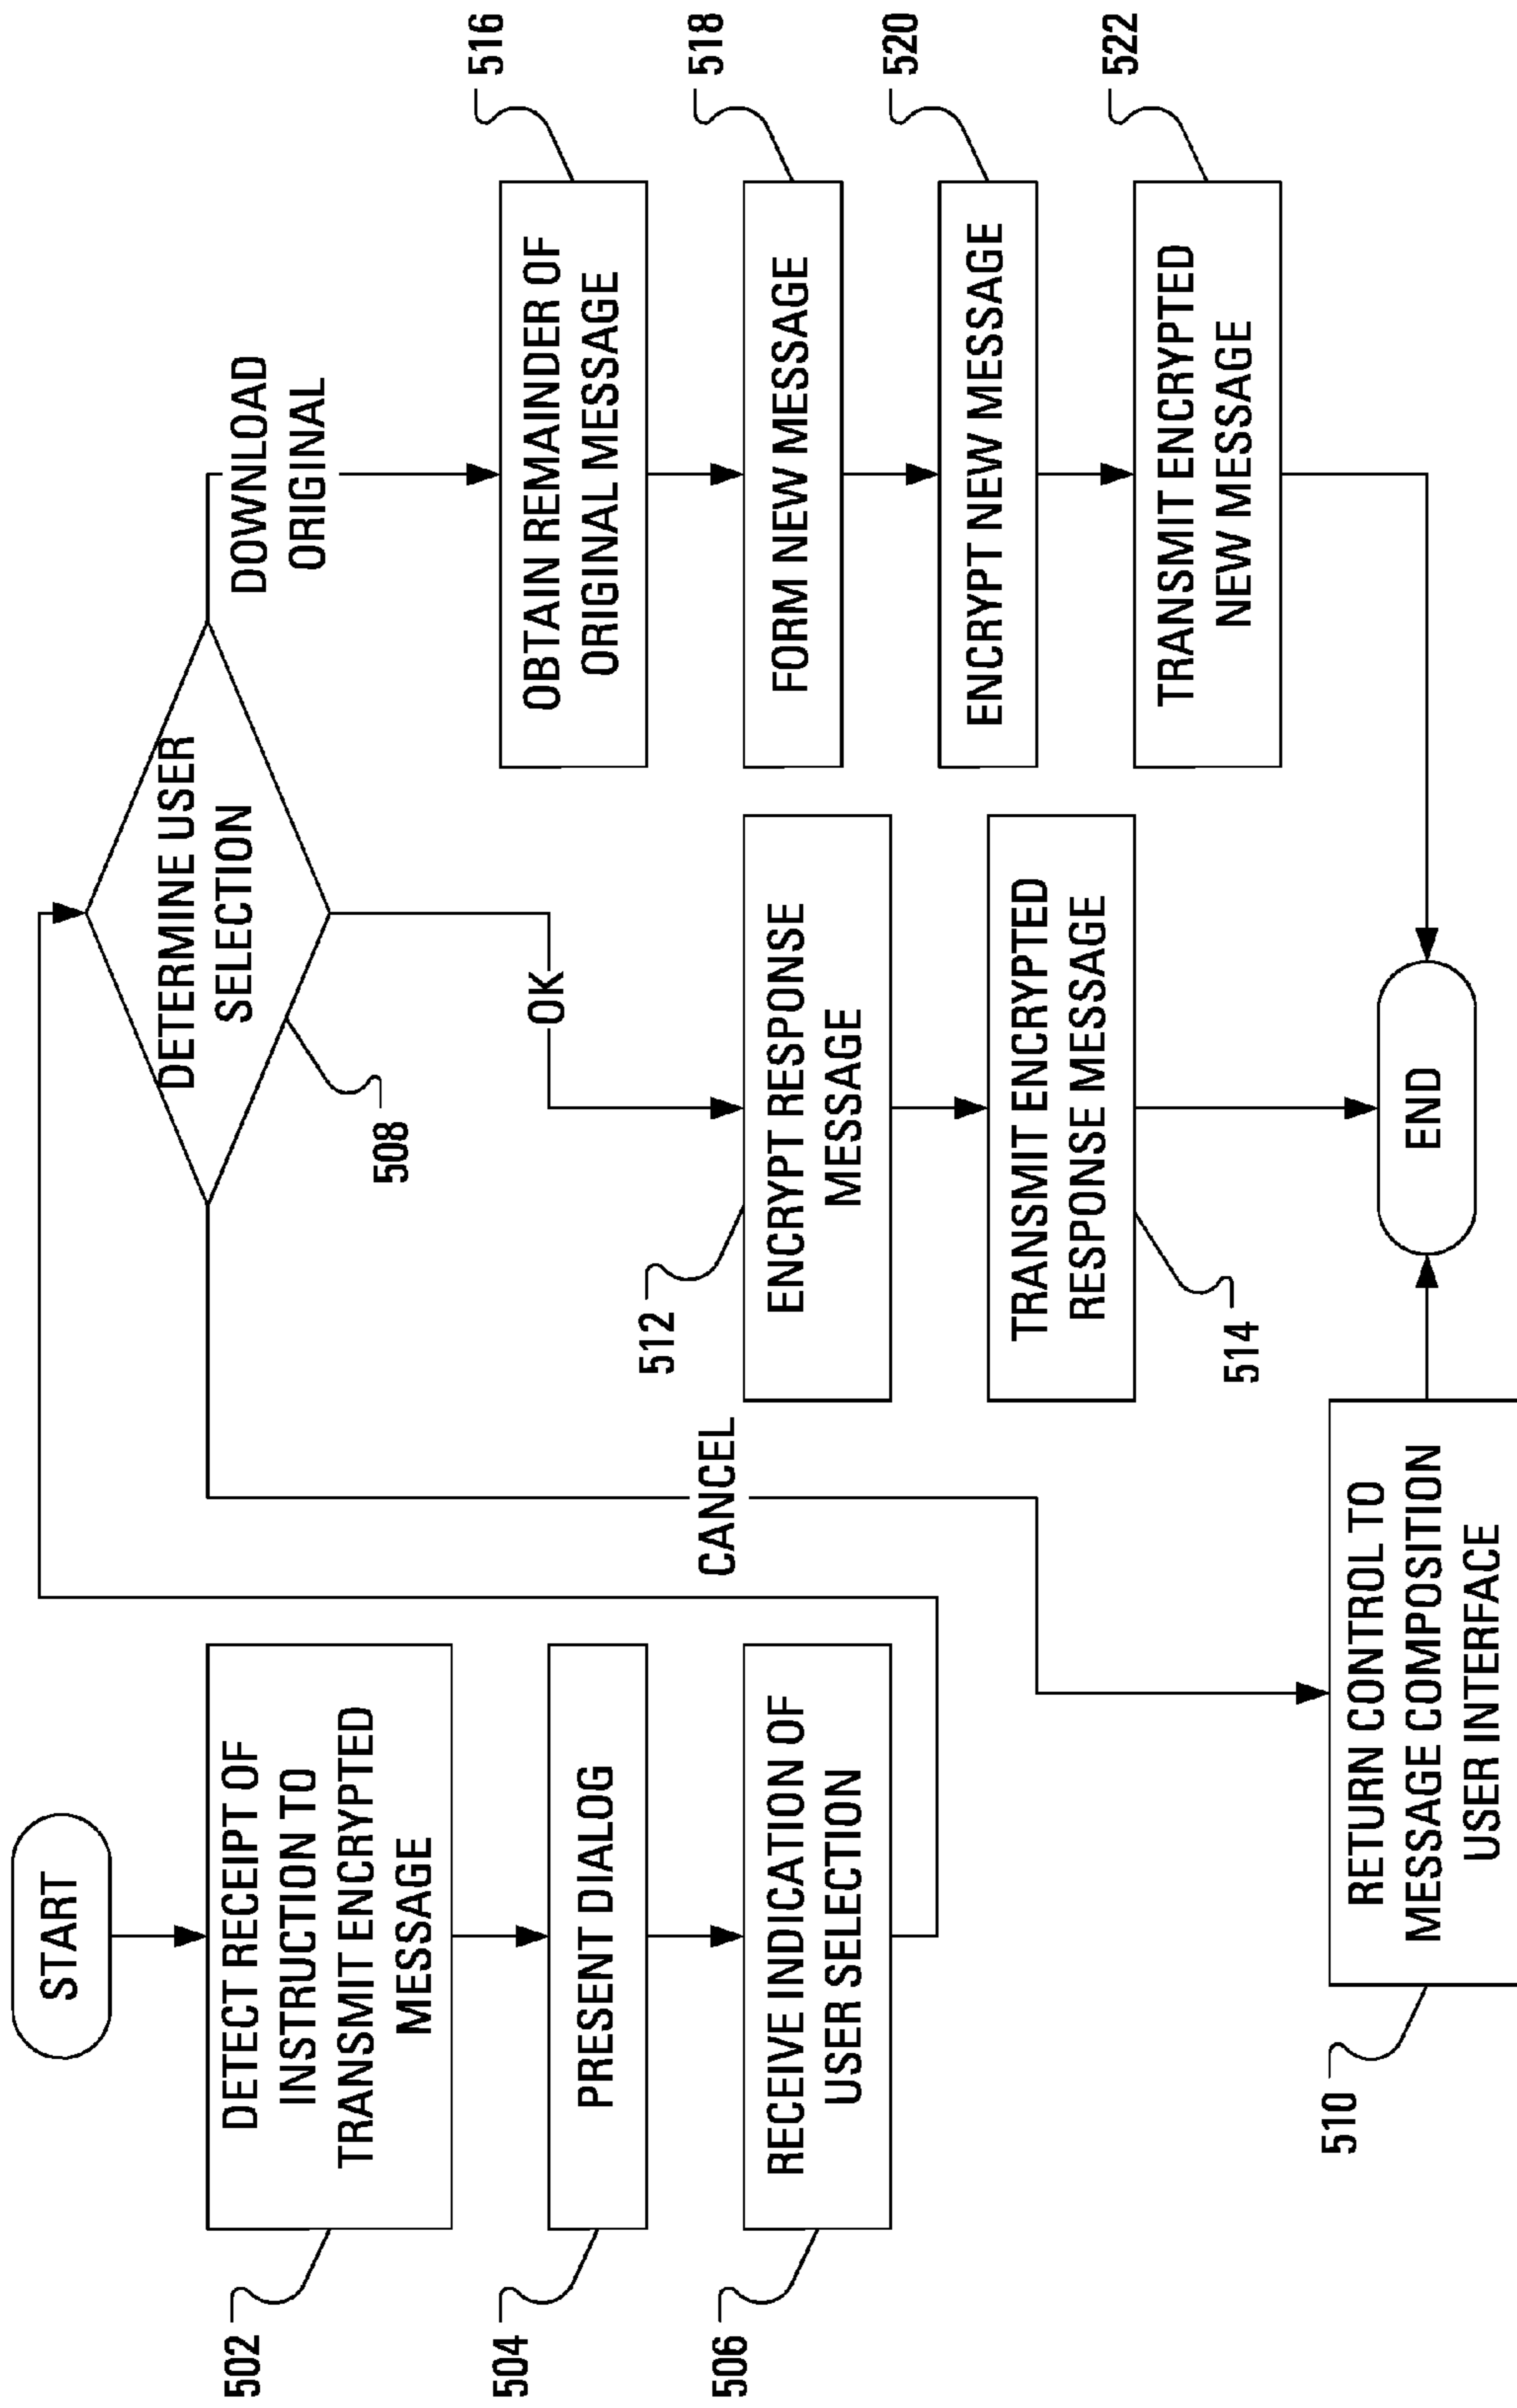 START
DETECT RECEIPT OF
INSTRUCTION TO
TRANSMIT ENCRYPTED
MESSAGE
502
PRESENT DIALOG
504
RECEIVE INDICATION OF
USER SELECTION
506
DETERMINE USER
SELECTION
508
CANCEL
RETURN CONTROL TO
MESSAGE COMPOSITION
USER INTERFACE
510
OK
ENCRYPT RESPONSE
MESSAGE
512
TRANSMIT ENCRYPTED
RESPONSE MESSAGE
514
DOWNLOAD
ORIGINAL
OBTAIN REMAINDER OF
ORIGINAL MESSAGE
516
FORM NEW MESSAGE
518
ENCRYPT NEW MESSAGE
520
TRANSMIT ENCRYPTED
NEW MESSAGE
522
END